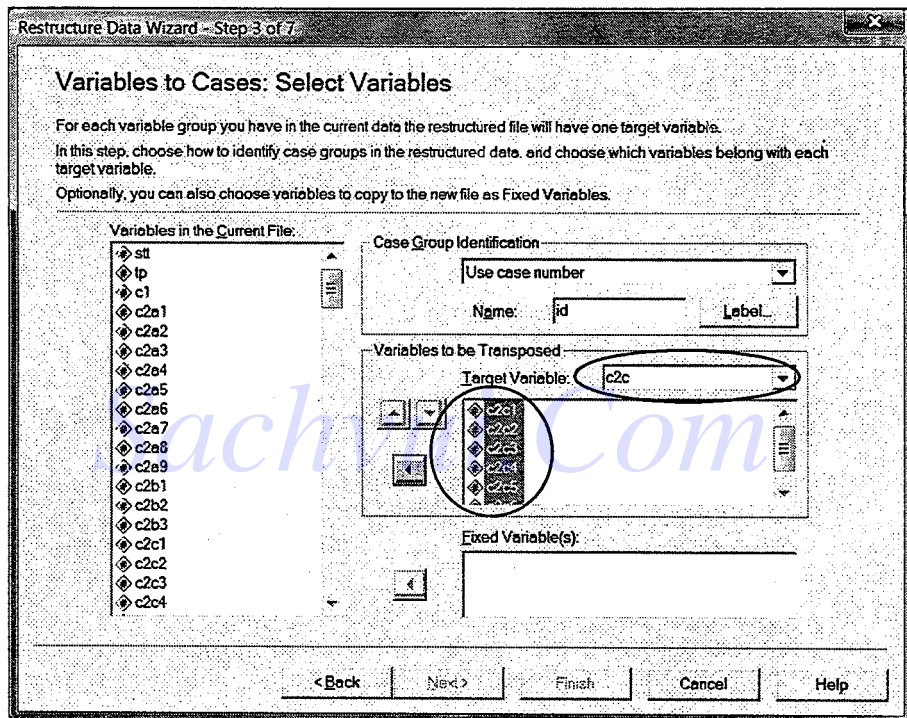 Restructure Data Wizard - Step 3 of 7
Variables to Cases: Select Variables
For each variable group you have in the current data the restructured file will have one target variable.
In this step, choose how to identify case groups in the restructured data, and choose which variables belong with each
target variable.
Optionally, you can also choose variables to copy to the new file as Fixed Variables.
Variables in the Current File:
stt
tp
c1
c2a1
c2a2
c2a3
c2a4
c2a5
c2a6
c2a7
c2a8
c2a9
c2b1
c2b2
c2b3
c2c1
c2c2
c2c3
c2c4
Case Group Identification
Use case number
Name: id
Label...
Variables to be Transposed
Target Variable: c2c
c2c1
c2c2
c2c3
c2c4
c2c5
Fixed Variable(s):
< Back
Next >
Finish
Cancel
Help
Sachvui.Com